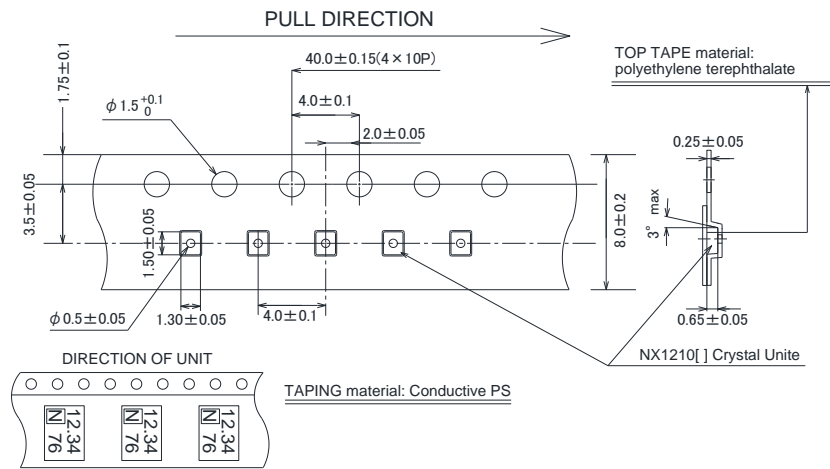 PULL DIRECTION
TOP TAPE material:
polyethylene terephthalate
40.0±0.15(4×10P)
1.75±0.1
φ1.5 +0.1 0
4.0±0.1
2.0±0.05
0.25±0.05
3.5±0.05
8.0±0.2
3° max
1.50±0.05
φ0.5±0.05
1.30±0.05
4.0±0.1
0.65±0.05
NX1210[ ] Crystal Unite
DIRECTION OF UNIT
TAPING material: Conductive PS
12.34
N 76
12.34
N 76
12.34
N 76